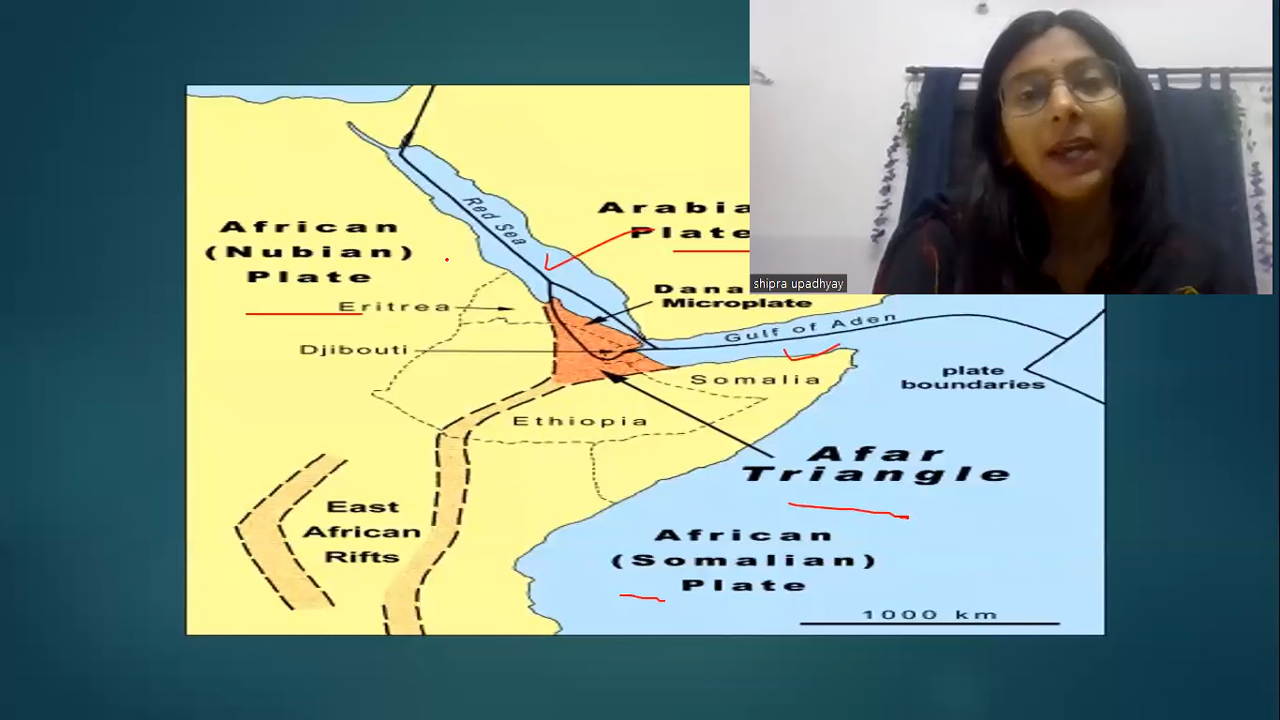 African
(Nubian)
Plate
Red Sea
Arabia
Plate
shipra upadhyay
Eritrea
Dana
Microplate
Gulf of Aden
Djibouti
Somalia
plate
boundaries
Ethiopia
Afar
Triangle
East
African
Rifts
African
(Somalian)
Plate
1000 km